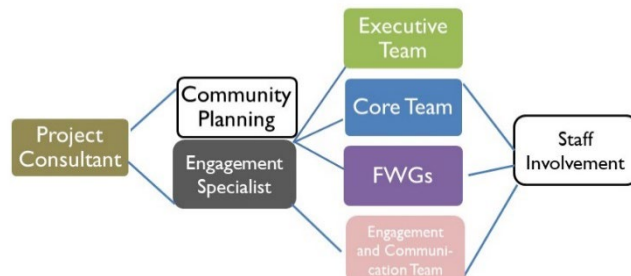 Executive
Team
Community
Planning
Core Team
Project
Consultant
Engagement
Specialist
Staff
Involvement
FWGs
Engagement
and Communi-
cation Team